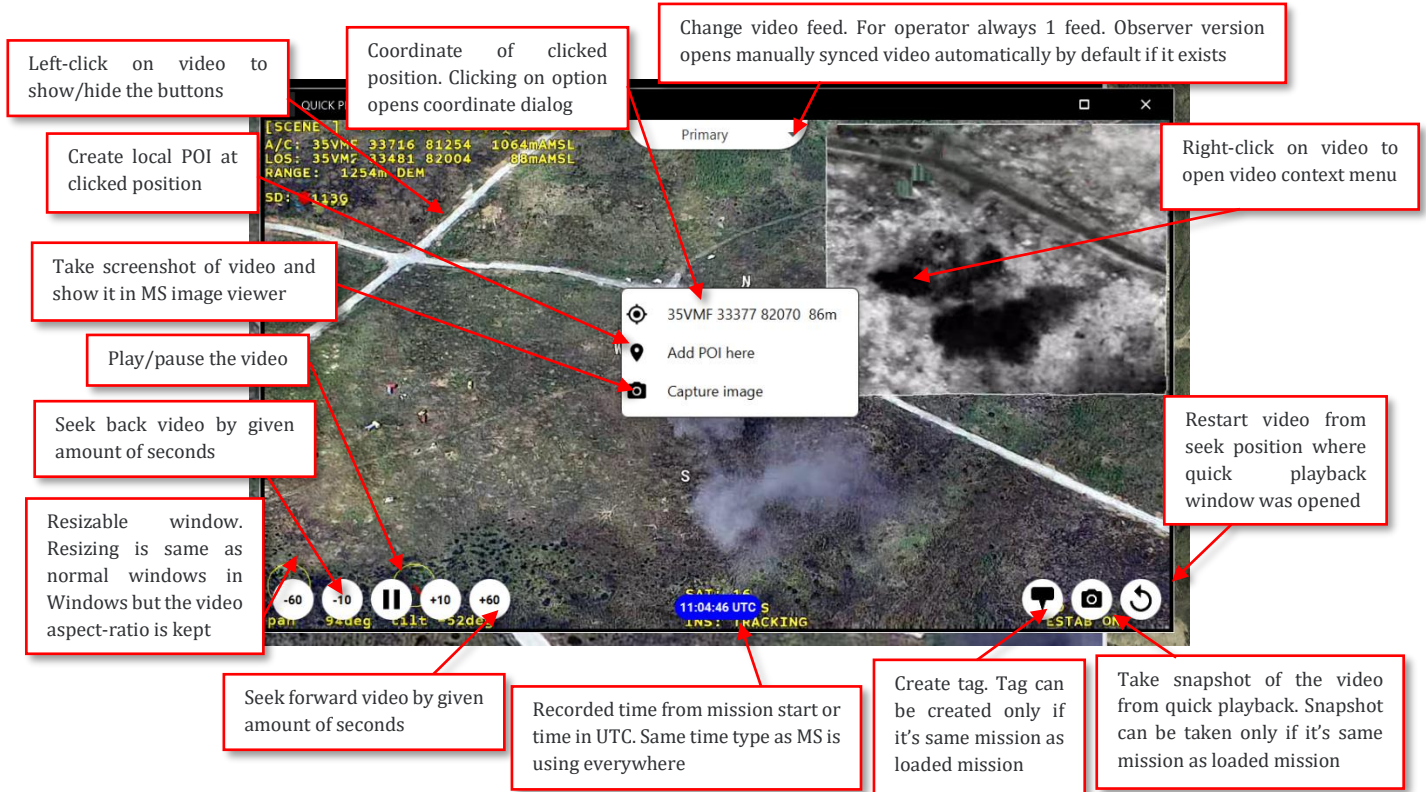 Change video feed. For operator always 1 feed. Observer version
opens manually synced video automatically by default if it exists
Left-click on video to
show/hide the buttons
Coordinate of clicked
position. Clicking on option
opens coordinate dialog
Create local POI at
clicked position
Right-click on video to
open video context menu
Take screenshot of video and
show it in MS image viewer
Play/pause the video
Seek back video by given
amount of seconds
Resizable window.
Resizing is same as
normal windows in
Windows but the video
aspect-ratio is kept
Restart video from
seek position where
quick playback
window was opened
QUICK
Primary
[SCENE ]
A/C: 35VMF 33716 81254 1064mAMSL
LOS: 35VMF 33481 82004 88mAMSL
RANGE: 1254m DEM
SD: 113G
N
35VMF 33377 82070 86m
Add POI here
Capture image
W
S
-60
-10
+10
+60
SAT: 16
11:04:46 UTC
S
pan 94deg tilt -52deg
INS: TRACKING
ESTAB ON
Seek forward video by given
amount of seconds
Recorded time from mission start or
time in UTC. Same time type as MS is
using everywhere
Create tag. Tag can
be created only if
it's same mission as
loaded mission
Take snapshot of the video
from quick playback. Snapshot
can be taken only if it's same
mission as loaded mission